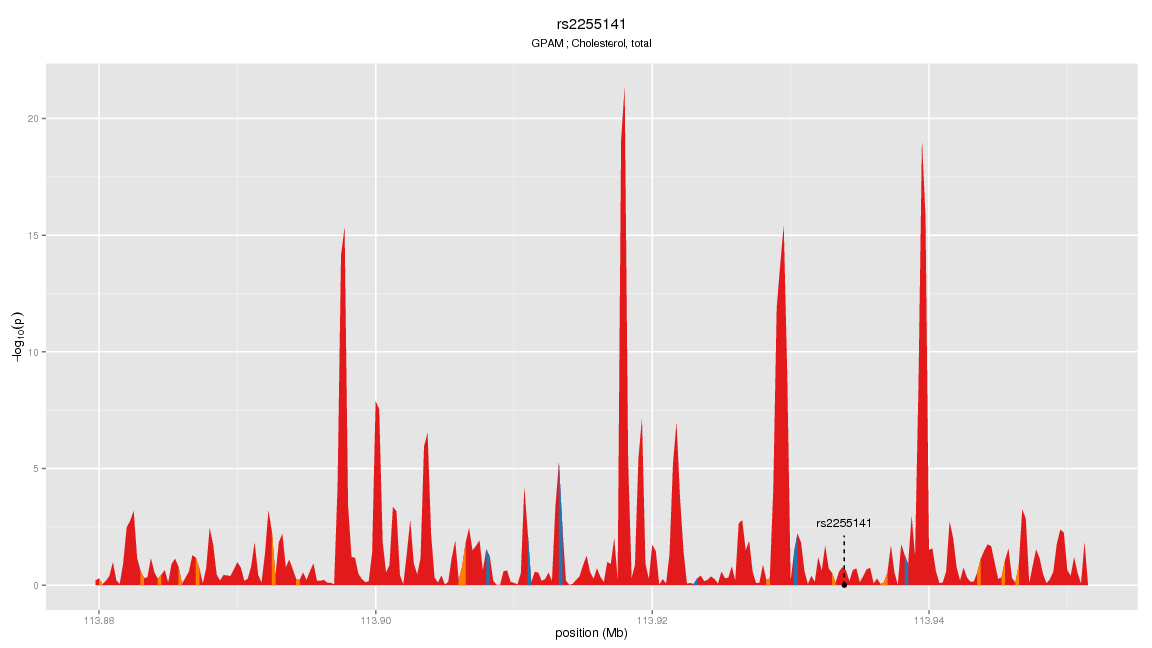 rs2255141
GPAM ; Cholesterol, total
20
15
10
5
0
−log10(p)
rs2255141
113.88
113.90
113.92
113.94
position (Mb)